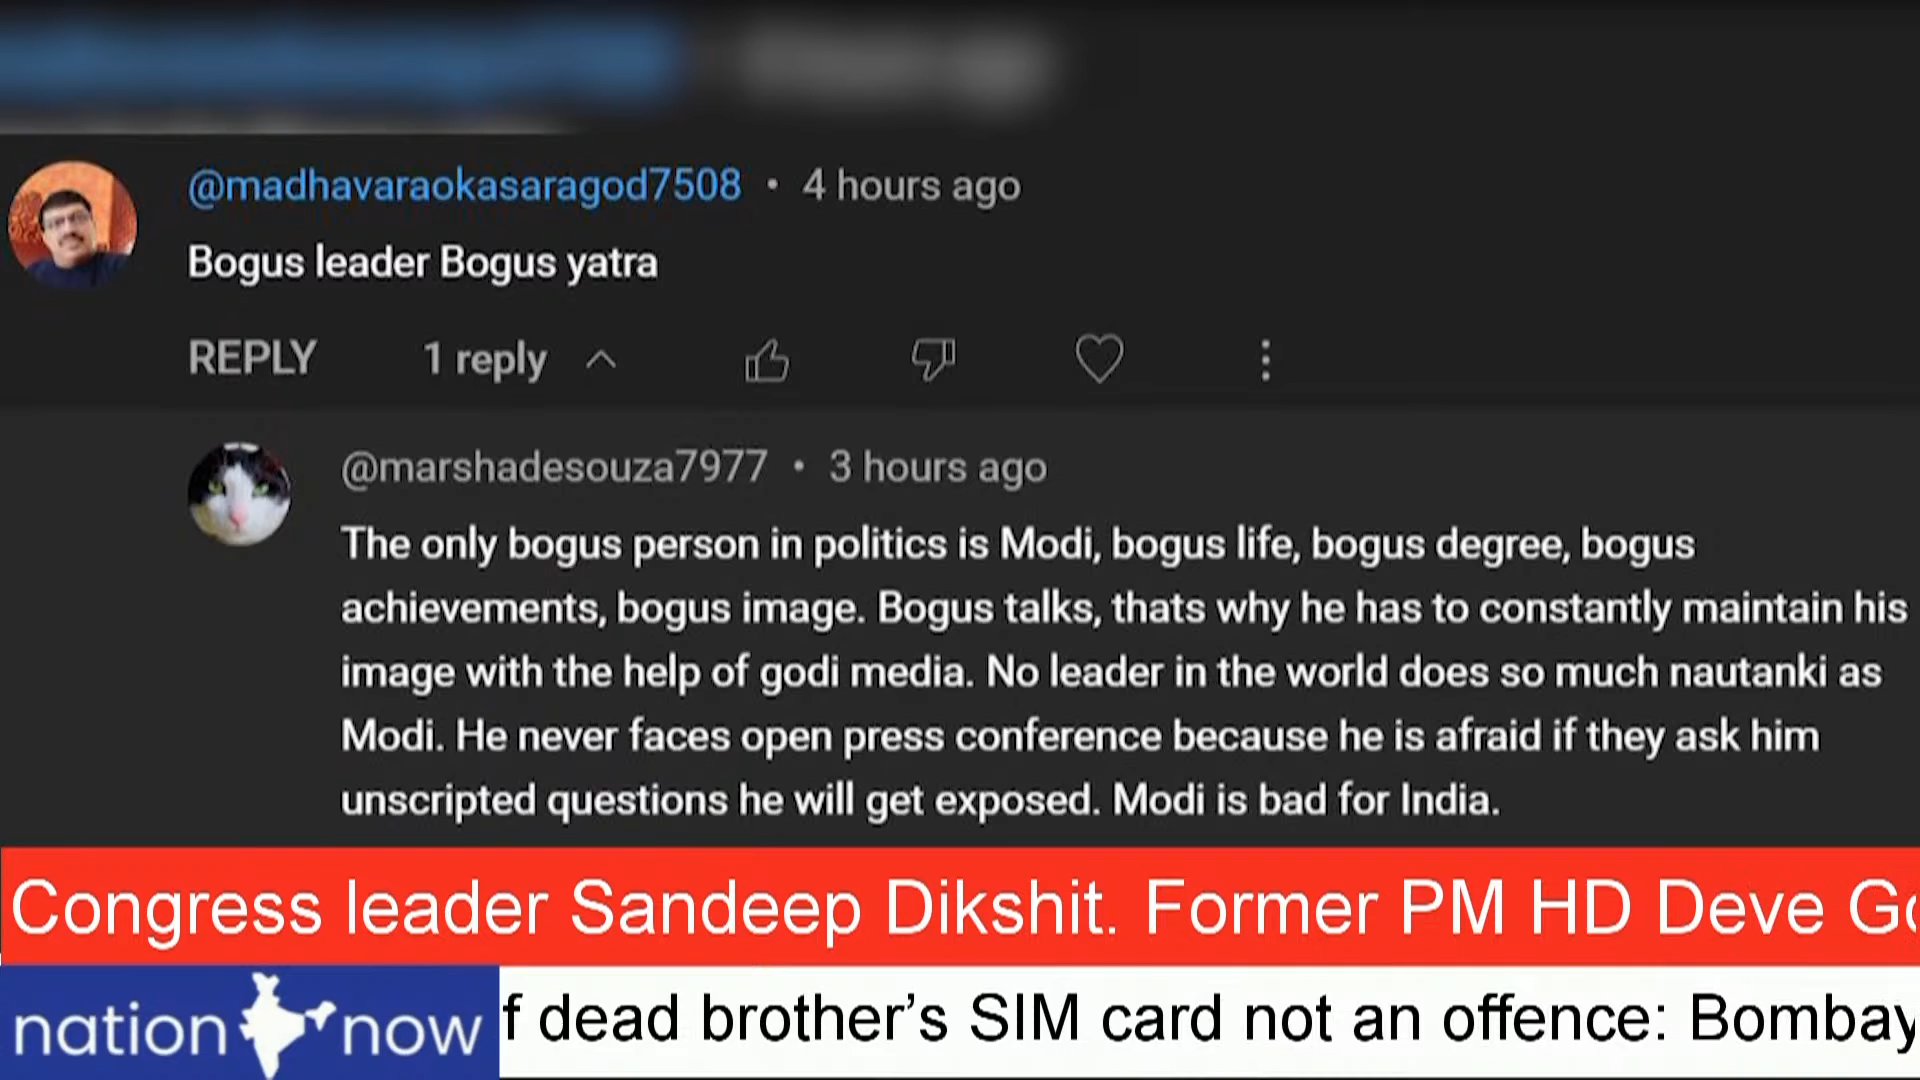 @madhavaraokasaragod7508 • 4 hours ago
Bogus leader Bogus yatra
REPLY 1 reply
@marshadesouza7977 • 3 hours ago
The only bogus person in politics is Modi, bogus life, bogus degree, bogus
achievements, bogus image. Bogus talks, thats why he has to constantly maintain his
image with the help of godi media. No leader in the world does so much nautanki as
Modi. He never faces open press conference because he is afraid if they ask him
unscripted questions he will get exposed. Modi is bad for India.
Congress leader Sandeep Dikshit. Former PM HD Deve
nation now
f dead brother’s SIM card not an offence: Bombay